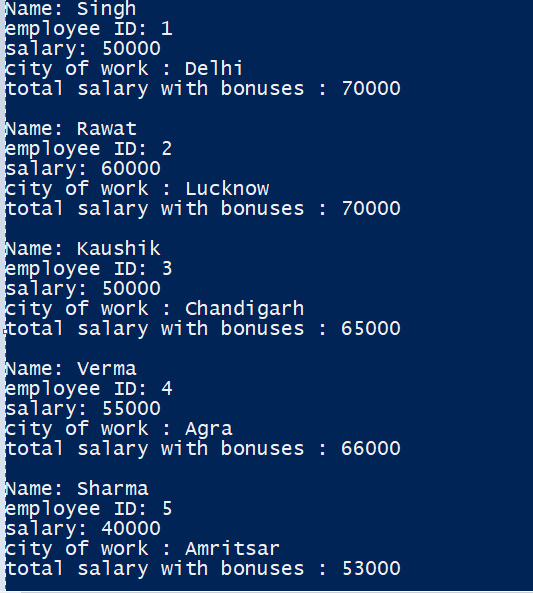 Name: Singh
employee ID: 1
salary: 50000
city of work : Delhi
total salary with bonuses : 70000
Name: Rawat
employee ID: 2
salary: 60000
city of work : Lucknow
total salary with bonuses : 70000
Name: Kaushik
employee ID: 3
salary: 50000
city of work : Chandigarh
total salary with bonuses : 65000
Name: Verma
employee ID: 4
salary: 55000
city of work : Agra
total salary with bonuses : 66000
Name: Sharma
employee ID: 5
salary: 40000
city of work : Amritsar
total salary with bonuses : 53000